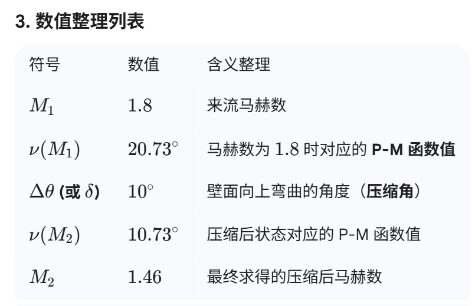 3. 数值整理列表
符号 数值 含义整理
M₁ 1.8 来流马赫数
ν(M₁) 20.73° 马赫数为 1.8 时对应的 P-M 函数值
Δθ (或 δ) 10° 壁面向上弯曲的角度（压缩角）
ν(M₂) 10.73° 压缩后状态对应的 P-M 函数值
M₂ 1.46 最终求得的压缩后马赫数